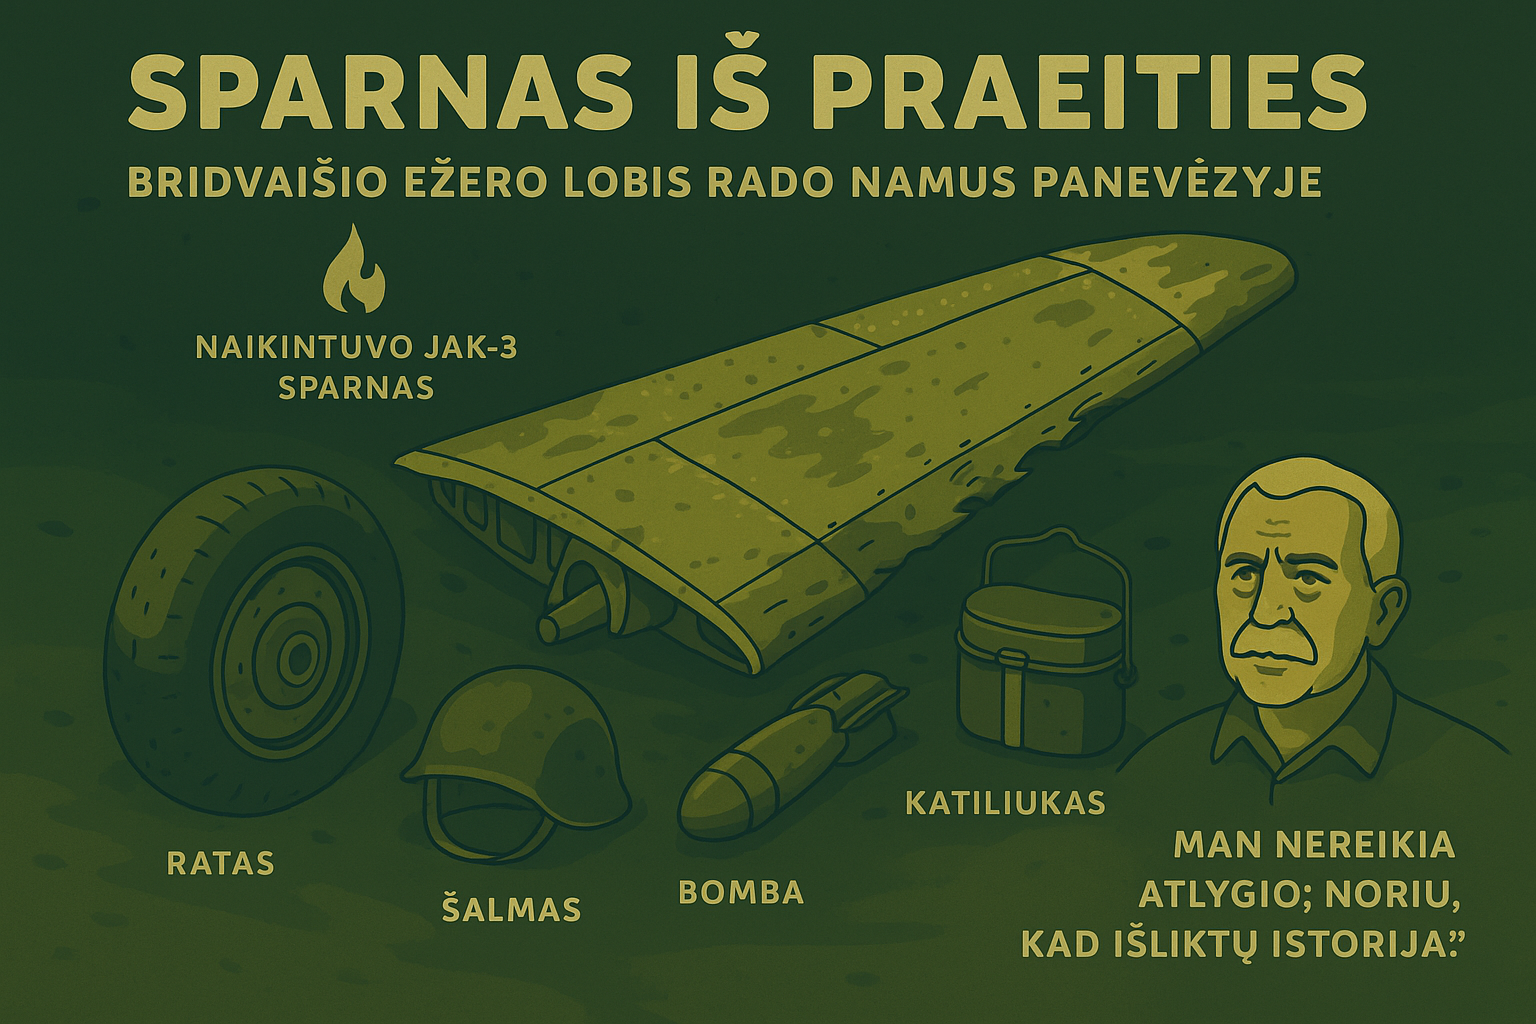 SPARNAS IŠ PRAEITIES
BRIDVAIŠIO EŽERO LOBIS RADO NAMUS PANEVĖZYJE
NAIKINTUVO JAK-3
SPARNAS
RATAS
ŠALMAS
BOMBA
KATILIUKAS
MAN NEREIKIA
ATLYGIO; NORIU,
KAD IŠLIKTŲ ISTORIJA.”